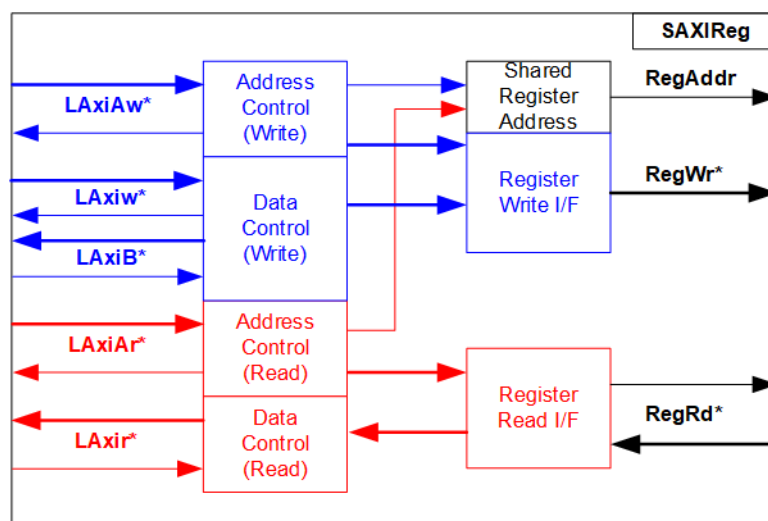 SAXIReg
LAxiAw*
Address
Control
(Write)
Shared
Register
Address
RegAddr
LAxiw*
LAxiB*
Data
Control
(Write)
Register
Write I/F
RegWr*
LAxiAr*
Address
Control
(Read)
LAxir*
Data
Control
(Read)
Register
Read I/F
RegRd*